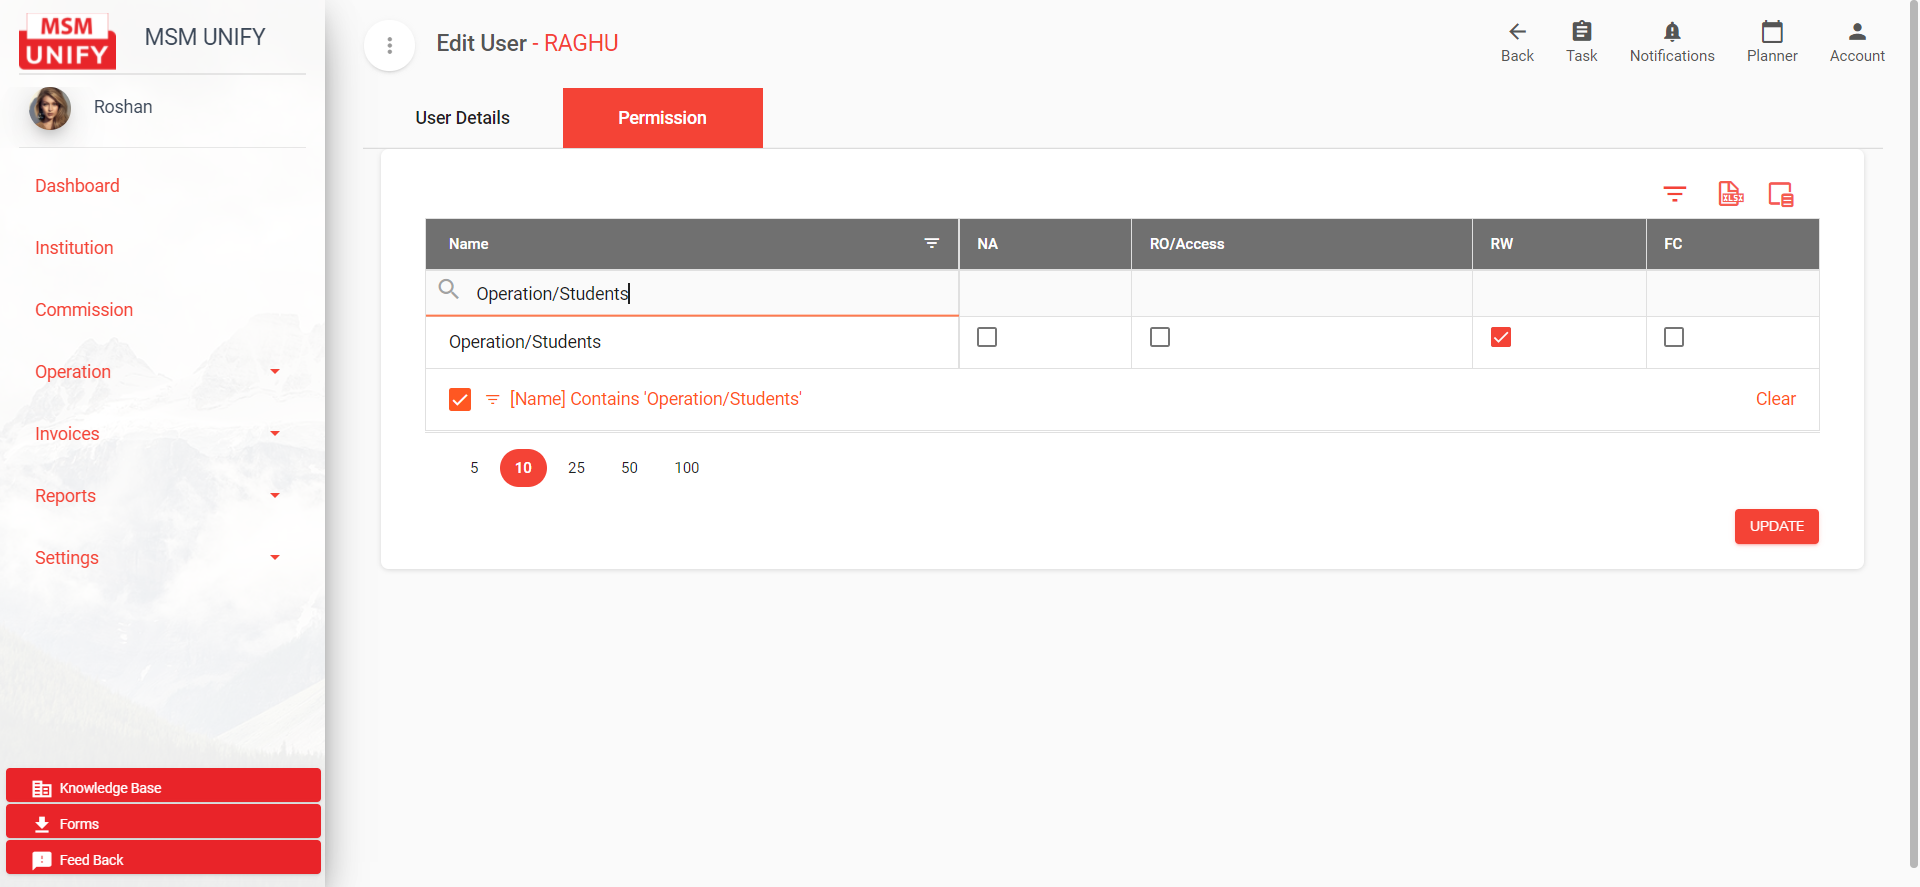 MSM
UNIFY
MSM UNIFY
Roshan
Dashboard
Institution
Commission
Operation
Invoices
Reports
Settings
Knowledge Base
Forms
Feed Back
Edit User - RAGHU
Back
Task
Notifications
Planner
Account
User Details
Permission
XLSX
Name
NA
RO/Access
RW
FC
Operation/Students
Operation/Students
[Name] Contains 'Operation/Students'
Clear
5 10 25 50 100
UPDATE